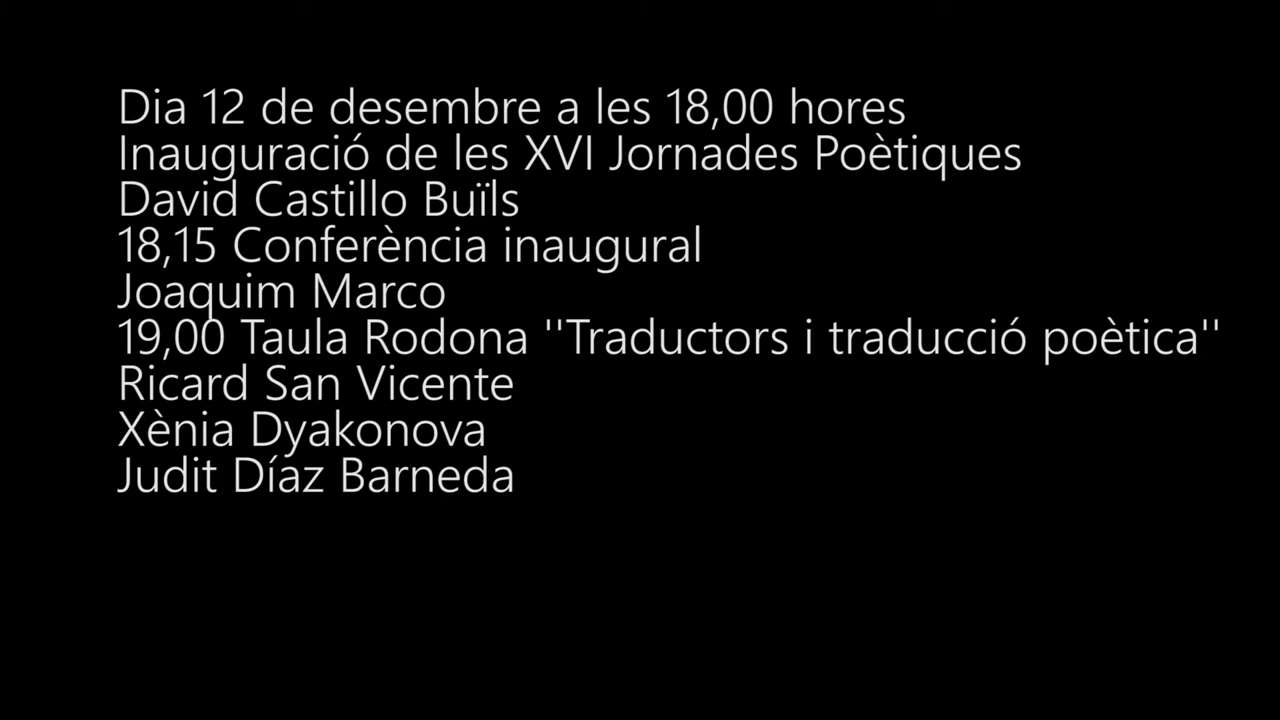 Dia 12 de desembre a les 18,00 hores
Inauguració de les XVI Jornades Poètiques
David Castillo Buïls
18,15 Conferència inaugural
Joaquim Marco
19,00 Taula Rodona ''Traductors i traducció poètica''
Ricard San Vicente
Xènia Dyakonova
Judit Díaz Barneda